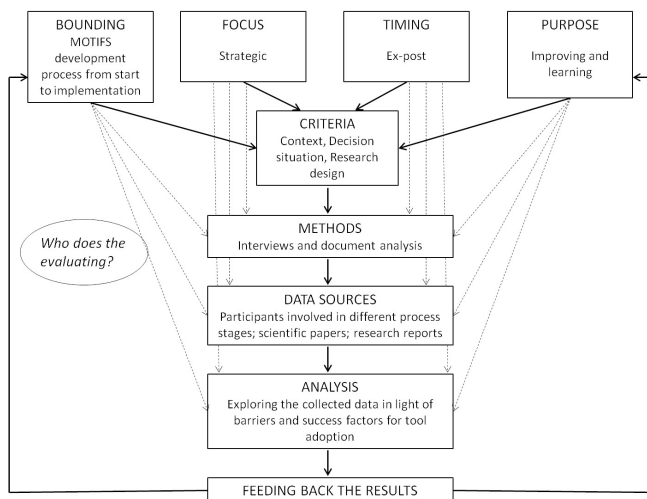 BOUNDING
MOTIFS
development
process from start
to implementation
FOCUS
Strategic
TIMING
Ex-post
PURPOSE
Improving and
learning
CRITERIA
Context, Decision
situation, Research
design
METHODS
Interviews and document analysis
Who does the
evaluating?
DATA SOURCES
Participants involved in different process
stages; scientific papers; research reports
ANALYSIS
Exploring the collected data in light of
barriers and success factors for tool
adoption
FEEDING BACK THE RESULTS